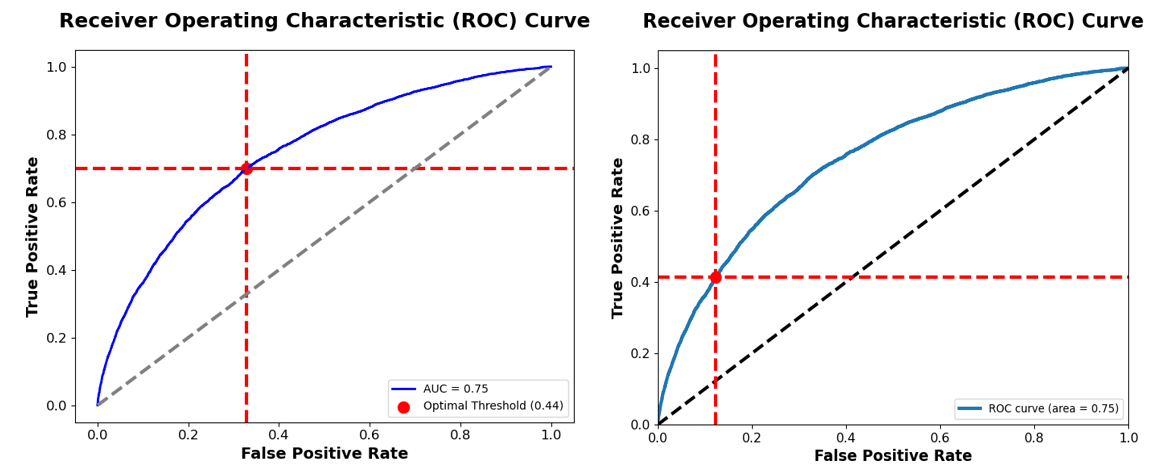 Receiver Operating Characteristic (ROC) Curve
True Positive Rate
1.0
0.8
0.6
0.4
0.2
0.0
AUC = 0.75
Optimal Threshold (0.44)
0.0 0.2 0.4 0.6 0.8 1.0
False Positive Rate
Receiver Operating Characteristic (ROC) Curve
True Positive Rate
1.0
0.8
0.6
0.4
0.2
0.0
ROC curve (area = 0.75)
0.0 0.2 0.4 0.6 0.8 1.0
False Positive Rate